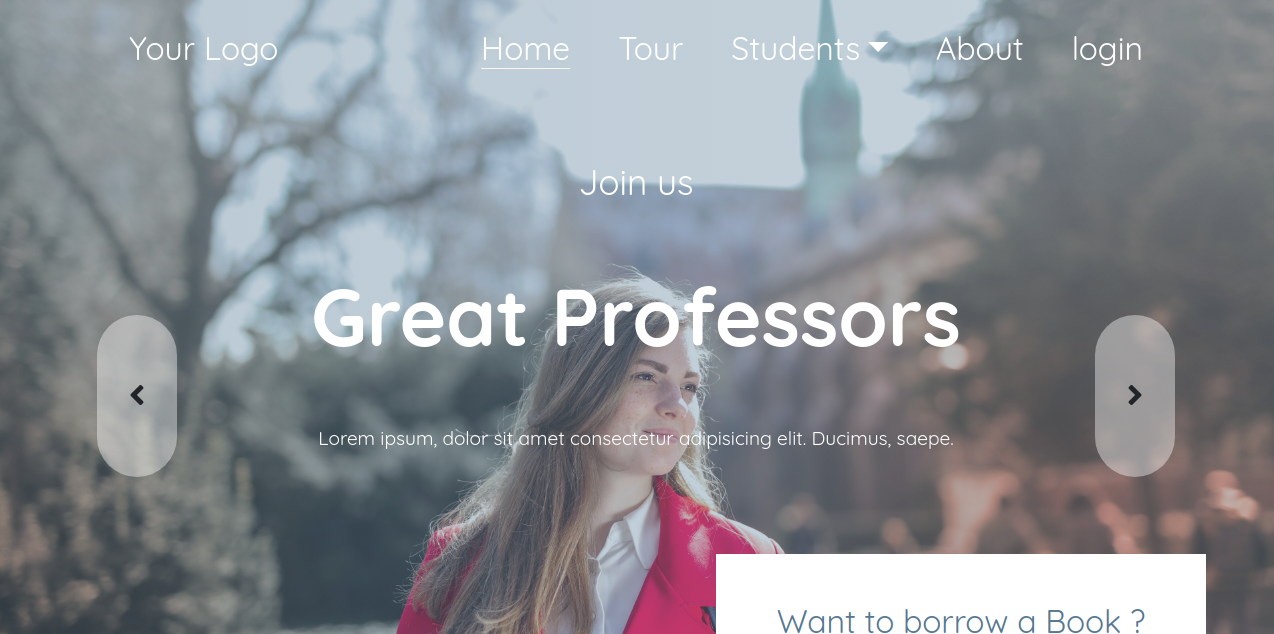 Your Logo Home Tour Students About login
Join us
Great Professors
Lorem ipsum, dolor sit amet consectetur adipisicing elit. Ducimus, saepe.
Want to borrow a Book ?